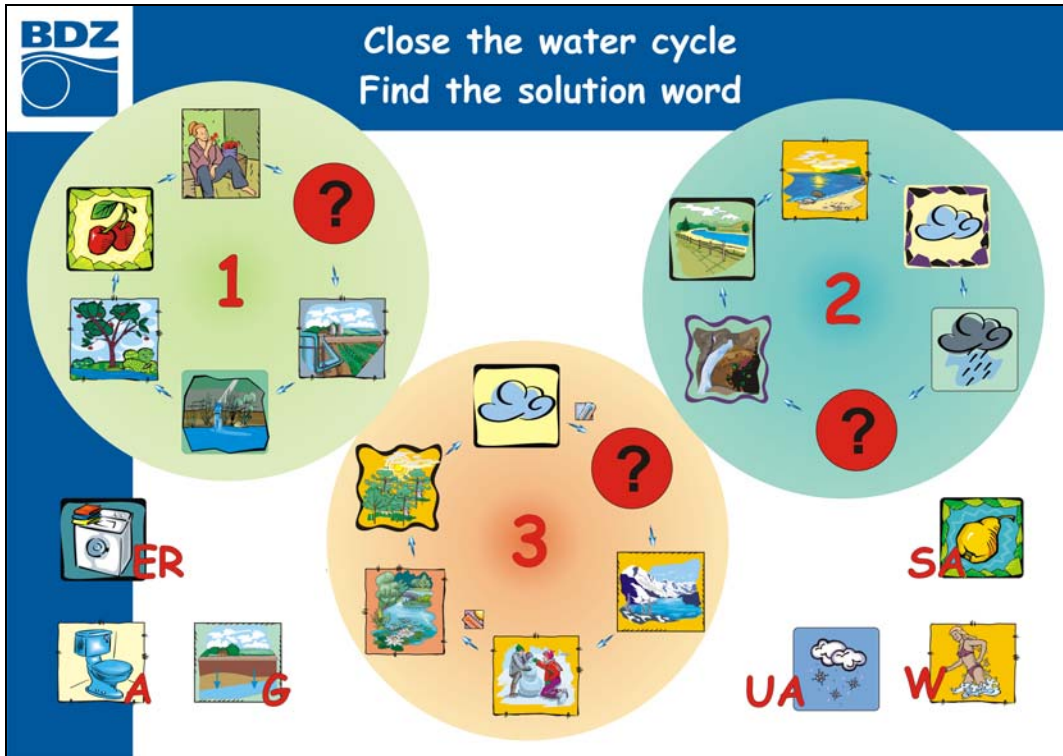 BDZ
Close the water cycle
Find the solution word
?
1
2
?
?
3
ER
SA
A
G
UA
W